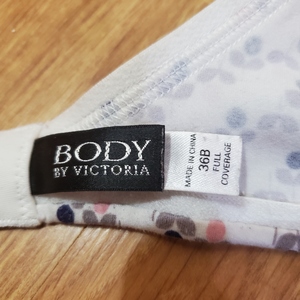 BODY
BY VICTORIA
MADE IN CHINA
36B
FULL
COVERAGE